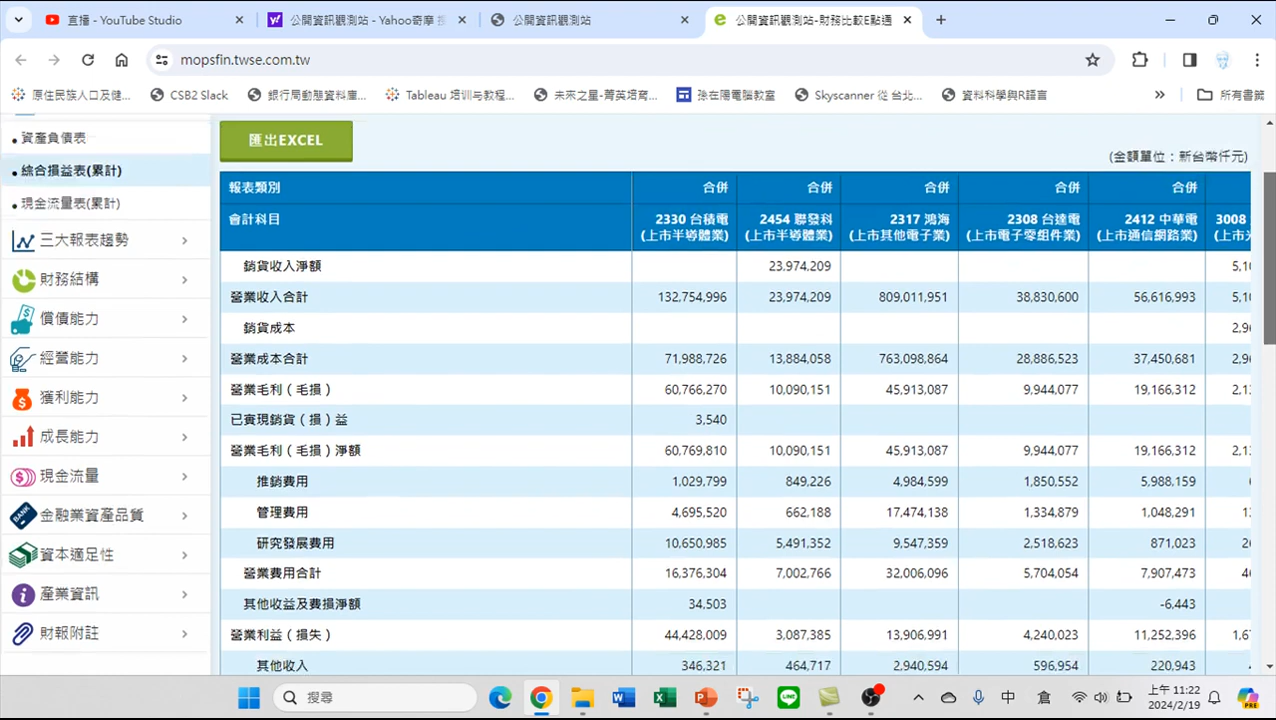 直播 - YouTube Studio
公開資訊觀測站 - Yahoo奇摩 搜
公開資訊觀測站
公開資訊觀測站-財務比較E點通
mopsfin.twse.com.tw
原住民族人口及健...
CSB2 Slack
銀行局動態資料庫...
Tableau 培训与教程...
未來之星-菁英培育...
孫在陽電腦教室
Skyscanner 從 台北...
資料科學與R語言
所有書籤
資產負債表
綜合損益表(累計)
現金流量表(累計)
三大報表趨勢
財務結構
償債能力
經營能力
獲利能力
成長能力
現金流量
金融業資產品質
資本適足性
產業資訊
財報附註
匯出EXCEL
(金額單位：新台幣仟元)
報表類別 合併 合併 合併 合併 合併
會計科目 2330 台積電 (上市半導體業) 2454 聯發科 (上市半導體業) 2317 鴻海 (上市其他電子業) 2308 台達電 (上市電子零組件業) 2412 中華電 (上市通信網路業) 3008 (上市光
銷貨收入淨額 23,974,209 5,10
營業收入合計 132,754,996 23,974,209 809,011,951 38,830,600 56,616,993 5,10
銷貨成本 2,96
營業成本合計 71,988,726 13,884,058 763,098,864 28,886,523 37,450,681 2,96
營業毛利（毛損） 60,766,270 10,090,151 45,913,087 9,944,077 19,166,312 2,13
已實現銷貨（損）益 3,540
營業毛利（毛損）淨額 60,769,810 10,090,151 45,913,087 9,944,077 19,166,312 2,13
推銷費用 1,029,799 849,226 4,984,599 1,850,552 5,988,159
管理費用 4,695,520 662,188 17,474,138 1,334,879 1,048,291 13
研究發展費用 10,650,985 5,491,352 9,547,359 2,518,623 871,023 26
營業費用合計 16,376,304 7,002,766 32,006,096 5,704,054 7,907,473 46
其他收益及費損淨額 34,503 -6,443
營業利益（損失） 44,428,009 3,087,385 13,906,991 4,240,023 11,252,396 1,67
其他收入 346,321 464,717 2,940,594 596,954 220,943
搜尋
中
上午 11:22
2024/2/19
PRE